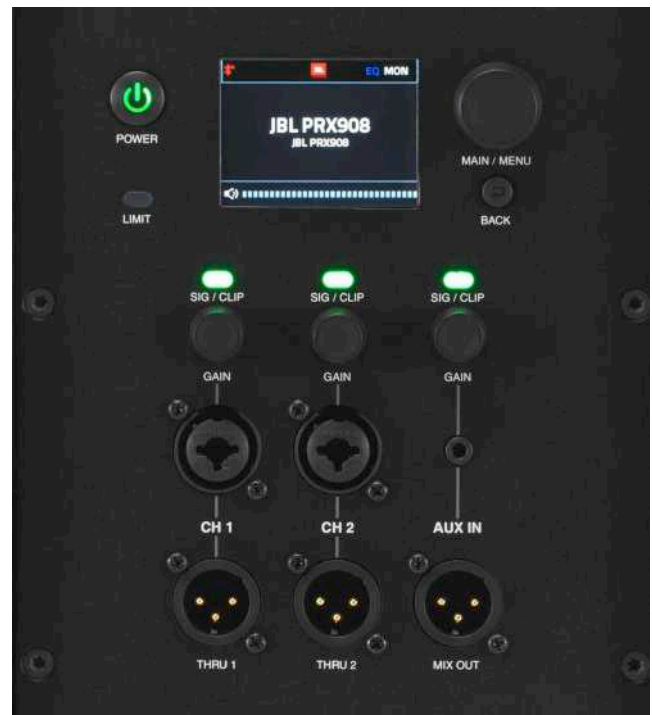 EQ MON
JBL PRX908
JBL PRX908
POWER
MAIN / MENU
LIMIT
BACK
SIG / CLIP SIG / CLIP SIG / CLIP
GAIN GAIN GAIN
CH 1 CH 2 AUX IN
THRU 1 THRU 2 MIX OUT